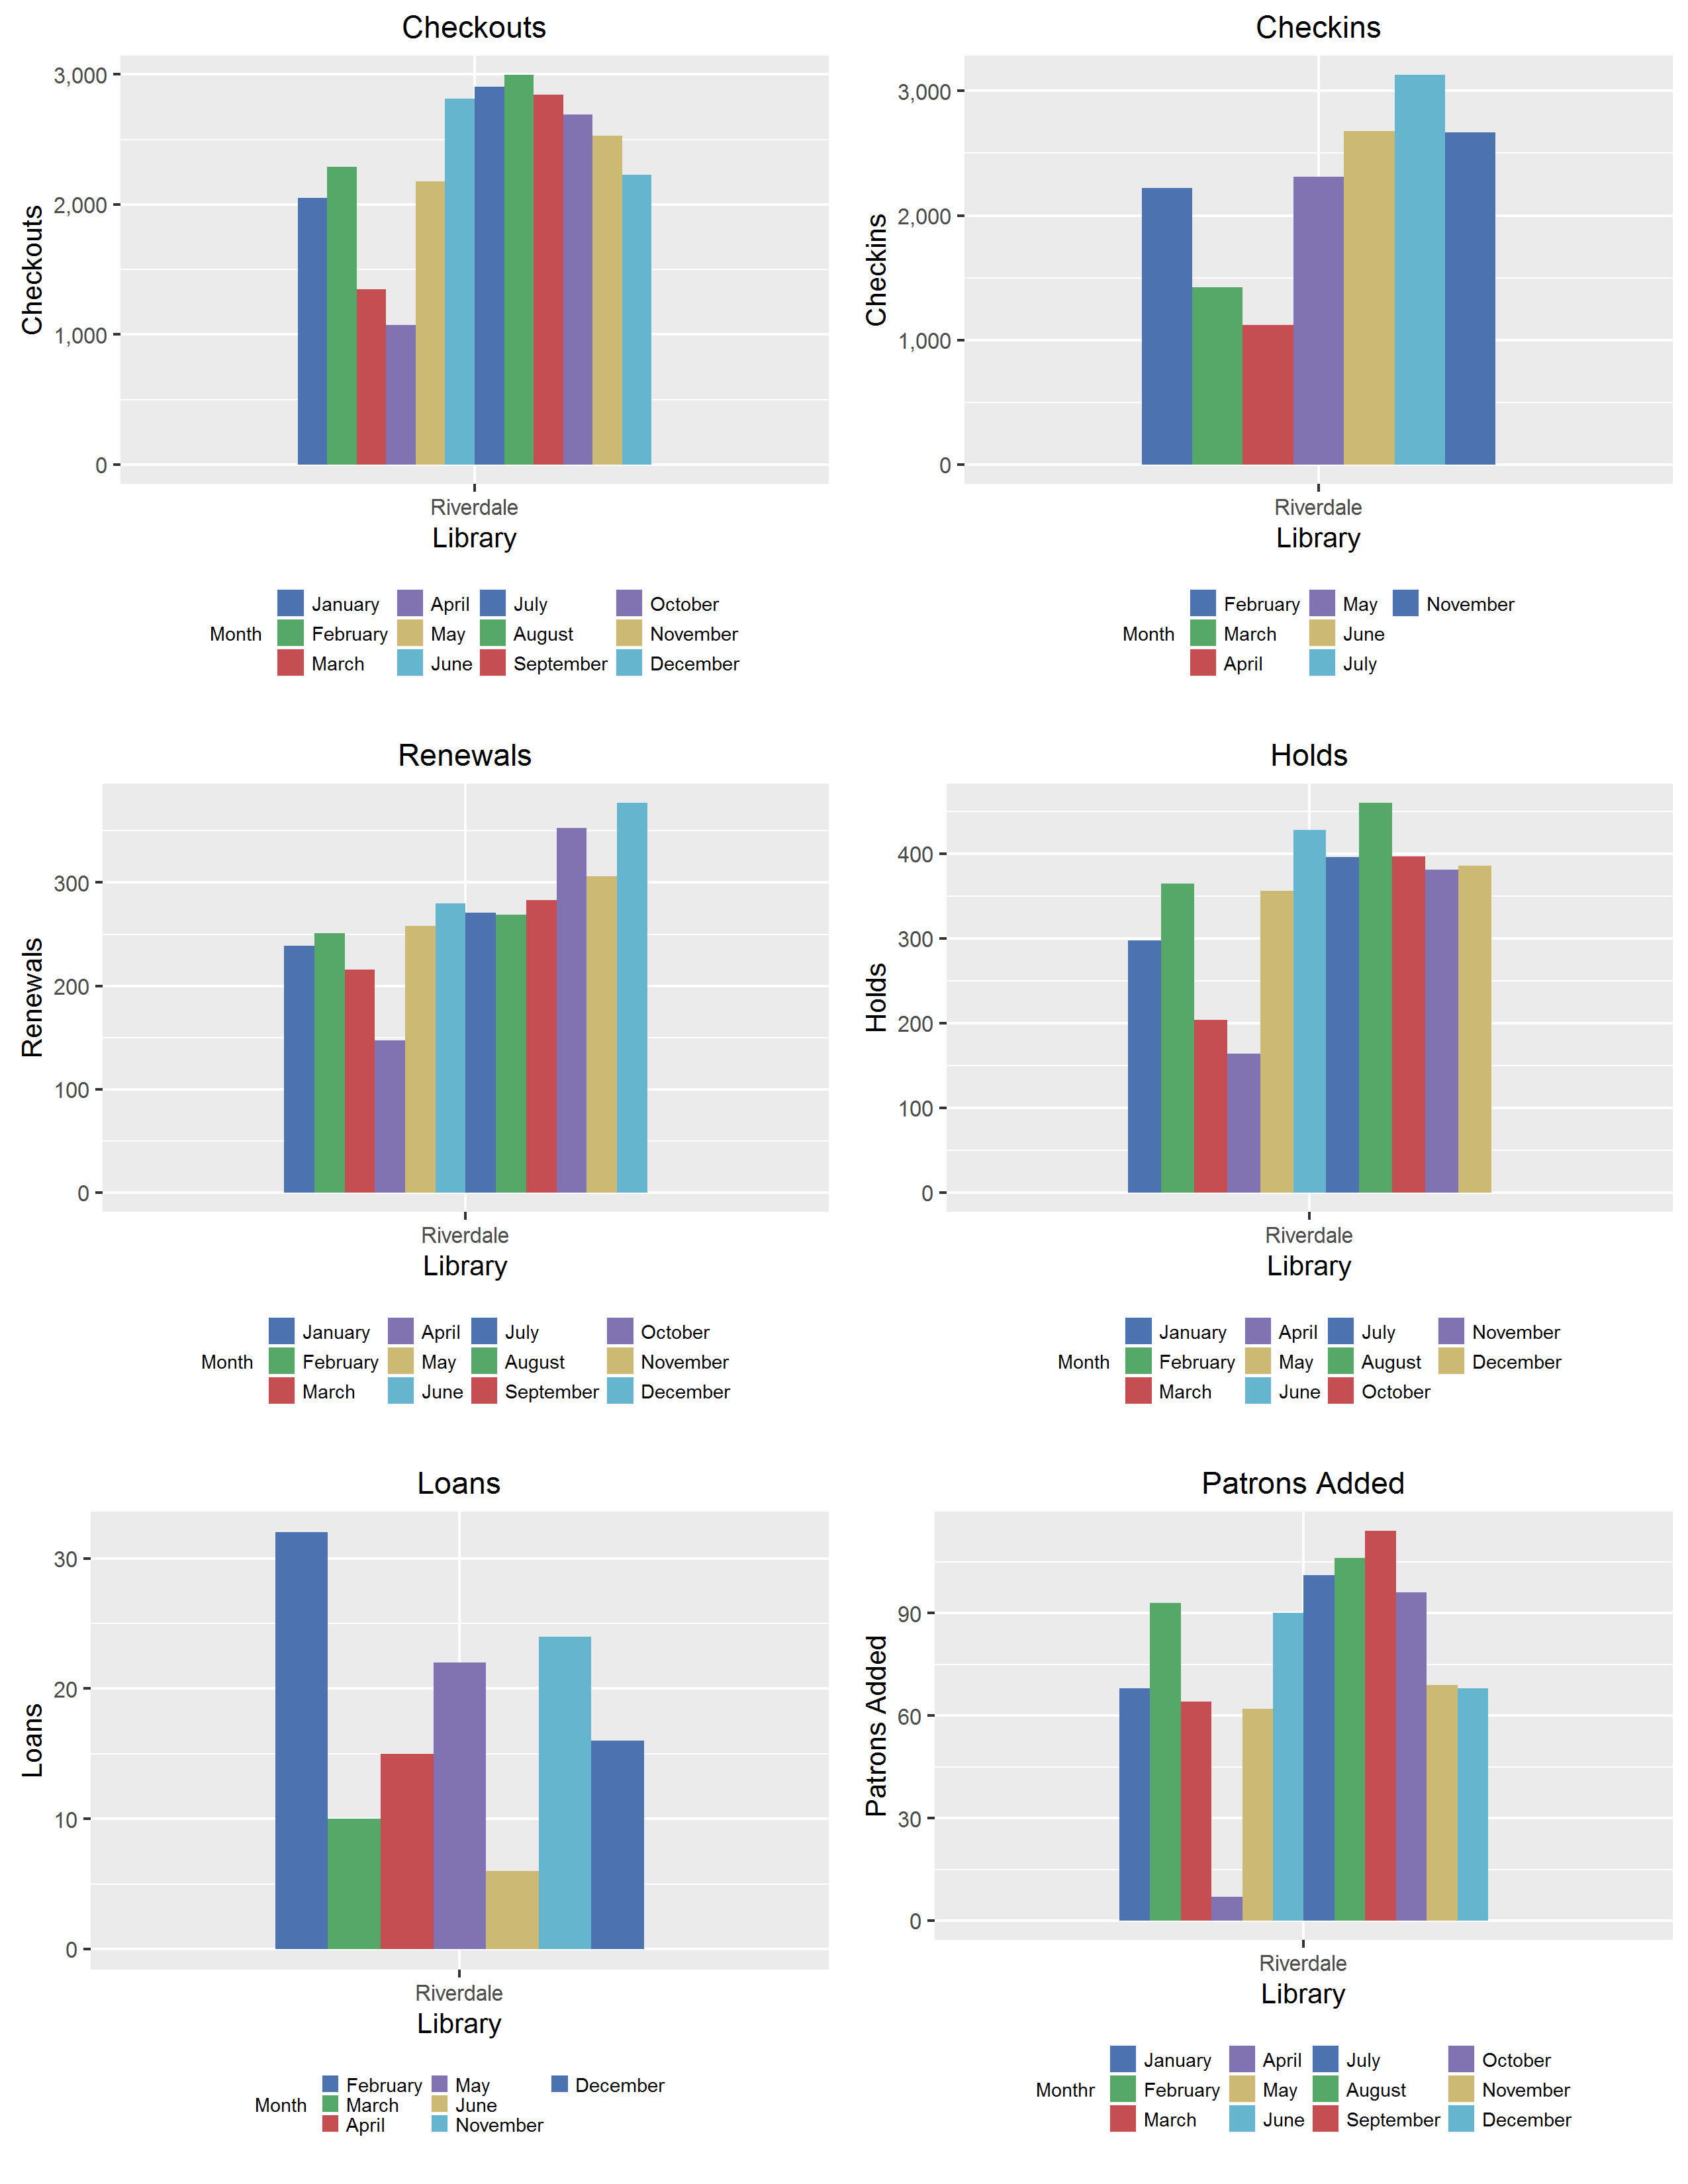 Checkouts
Checkouts
3,000
2,000
1,000
0
Riverdale
Library
Month
January
April
July
October
February
May
August
November
March
June
September
December
Checkins
Checkins
3,000
2,000
1,000
0
Riverdale
Library
Month
February
May
November
March
June
April
July
Renewals
Renewals
300
200
100
0
Riverdale
Library
Month
January
April
July
October
February
May
August
November
March
June
September
December
Holds
Holds
400
300
200
100
0
Riverdale
Library
Month
January
April
July
November
February
May
August
December
March
June
October
Loans
Loans
30
20
10
0
Riverdale
Library
Month
February
May
December
March
June
April
November
Patrons Added
Patrons Added
90
60
30
0
Riverdale
Library
Monthr
January
April
July
October
February
May
August
November
March
June
September
December